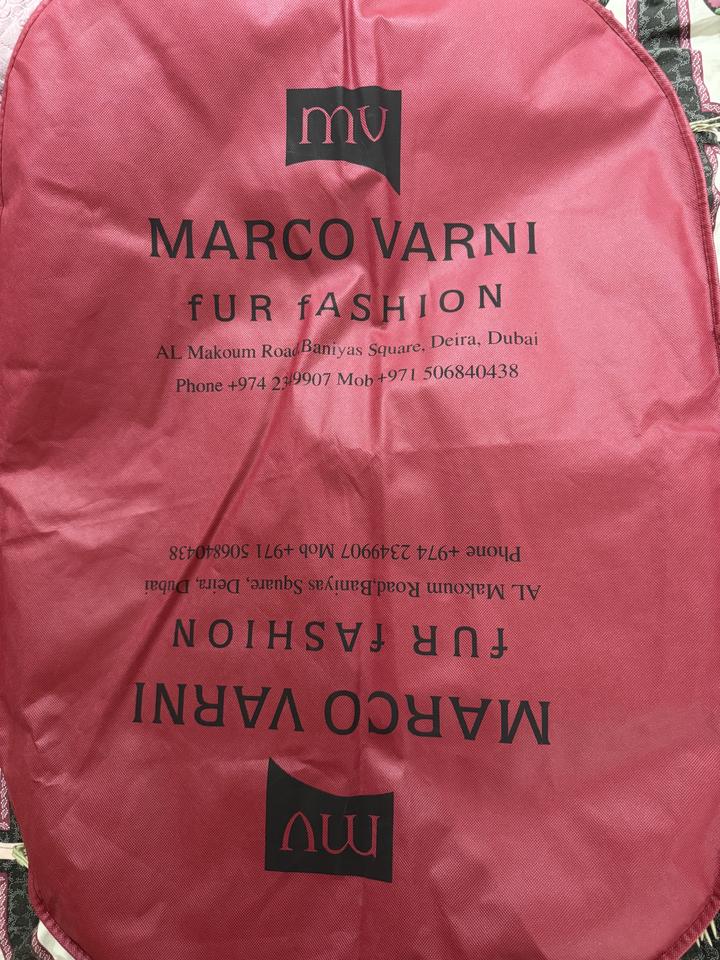 mv
MARCO VARNI
fUR fASHION
AL Makoum Road,Baniyas Square, Deira, Dubai
Phone +974 2349907 Mob +971 506840438
Phone +974 2349907 Mob +971 506840438
AL Makoum Road,Baniyas Square, Deira, Dubai
fUR fASHION
MARCO VARNI
mv